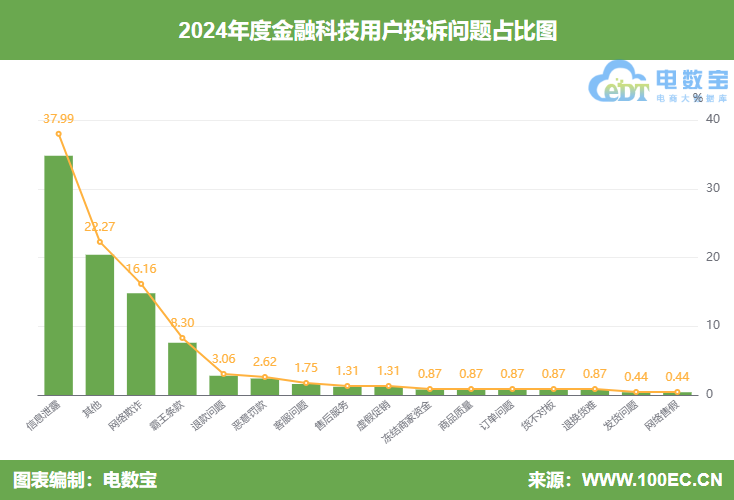 2024年度金融科技用户投诉问题占比图
电数宝
eDT
电商大数据库
%
40
30
20
10
0
37.99
22.27
16.16
8.30
3.06
2.62
1.75
1.31
1.31
0.87
0.87
0.87
0.87
0.87
0.44
0.44
信息泄露
其他
网络欺诈
霸王条款
退款问题
恶意罚款
客服问题
售后服务
虚假促销
冻结商家资金
商品质量
订单问题
货不对板
退换货难
发货问题
网络售假
图表编制：电数宝
来源：WWW.100EC.CN